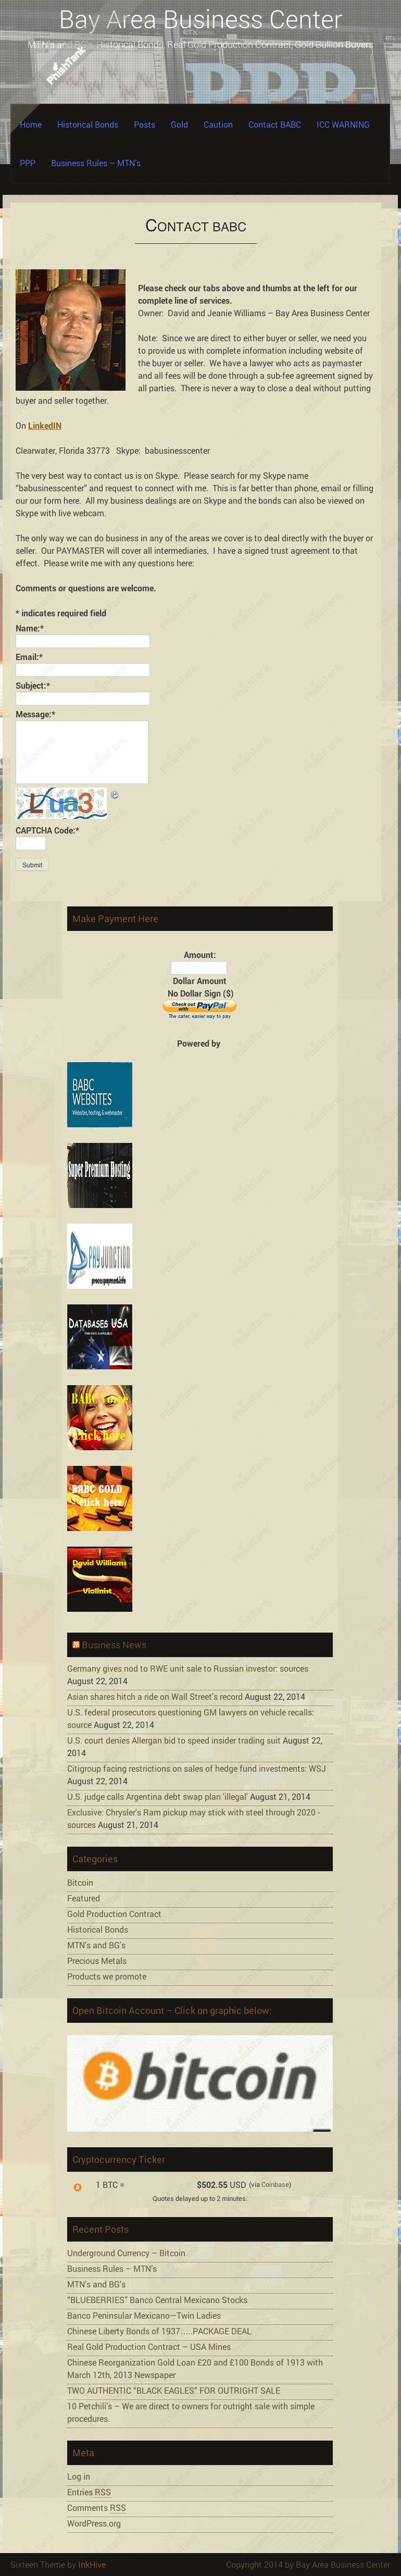 Bay Area Business Center
MTN's and BG's, Historical Bonds, Real Gold Production Contract, Gold Bullion Buyers
PhishTank
PPP
Home Historical Bonds Posts Gold Caution Contact BABC ICC WARNING
PPP Business Rules – MTN's
CONTACT BABC
Please check our tabs above and thumbs at the left for our
complete line of services.
Owner: David and Jeanie Williams – Bay Area Business Center
Note: Since we are direct to either buyer or seller, we need you
to provide us with complete information including website of
the buyer or seller. We have a lawyer who acts as paymaster
and all fees will be done through a sub-fee agreement signed by
all parties. There is never a way to close a deal without putting
buyer and seller together.
On LinkedIN
Clearwater, Florida 33773 Skype: babusinesscenter
The very best way to contact us is on Skype. Please search for my Skype name
"babusinesscenter" and request to connect with me. This is far better than phone, email or filling
our our form here. All my business dealings are on Skype and the bonds can also be viewed on
Skype with live webcam.
The only way we can do business in any of the areas we cover is to deal directly with the buyer or
seller. Our PAYMASTER will cover all intermediaries. I have a signed trust agreement to that
effect. Please write me with any questions here:
Comments or questions are welcome.
* indicates required field
Name:*
Email:*
Subject:*
Message:*
L ua3
CAPTCHA Code:*
Submit
Make Payment Here
Amount:
Dollar Amount
No Dollar Sign ($)
Check out with PayPal
The safer, easier way to pay
Powered by
BABC
WEBSITES
Websites, hosting, & webmaster
Super Premium Hosting
PAYJUNCTION
processpayment.info
DATABASES USA
BABC Voice
Click here
BABC GOLD
Click here
David Williams
Violinist
Business News
Germany gives nod to RWE unit sale to Russian investor: sources
August 22, 2014
Asian shares hitch a ride on Wall Street's record August 22, 2014
U.S. federal prosecutors questioning GM lawyers on vehicle recalls:
source August 22, 2014
U.S. court denies Allergan bid to speed insider trading suit August 22,
2014
Citigroup facing restrictions on sales of hedge fund investments: WSJ
August 22, 2014
U.S. judge calls Argentina debt swap plan 'illegal' August 21, 2014
Exclusive: Chrysler's Ram pickup may stick with steel through 2020 -
sources August 21, 2014
Categories
Bitcoin
Featured
Gold Production Contract
Historical Bonds
MTN's and BG's
Precious Metals
Products we promote
Open Bitcoin Account – Click on graphic below:
bitcoin
Cryptocurrency Ticker
1 BTC = $502.55 USD (via Coinbase)
Quotes delayed up to 2 minutes.
Recent Posts
Underground Currency – Bitcoin
Business Rules – MTN's
MTN's and BG's
"BLUEBERRIES" Banco Central Mexicano Stocks
Banco Peninsular Mexicano—Twin Ladies
Chinese Liberty Bonds of 1937…..PACKAGE DEAL
Real Gold Production Contract – USA Mines
Chinese Reorganization Gold Loan £20 and £100 Bonds of 1913 with
March 12th, 2013 Newspaper
TWO AUTHENTIC "BLACK EAGLES" FOR OUTRIGHT SALE
10 Petchili's – We are direct to owners for outright sale with simple
procedures.
Meta
Log in
Entries RSS
Comments RSS
WordPress.org
Sixteen Theme by InkHive Copyright 2014 by Bay Area Business Center